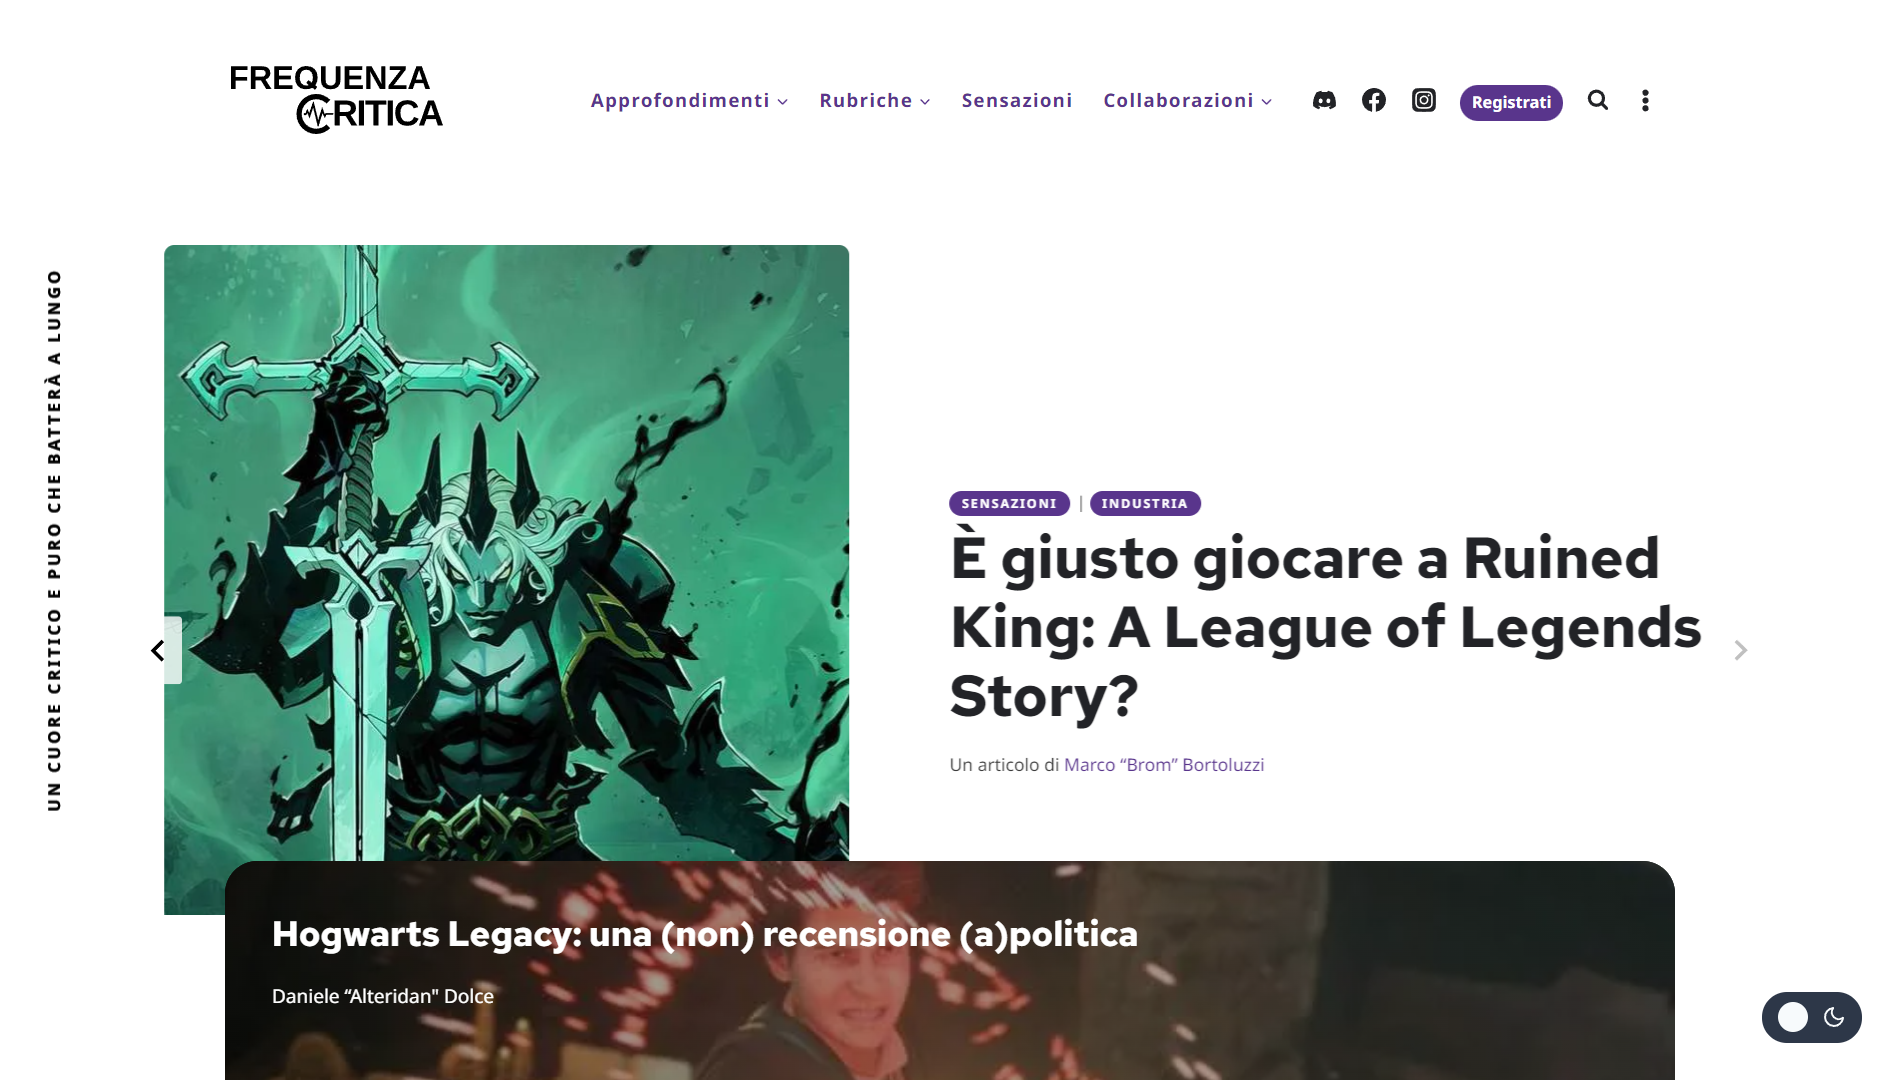 FREQUENZA
CRITICA
Approfondimenti
Rubriche
Sensazioni
Collaborazioni
Registrati
UN CUORE CRITICO E PURO CHE BATTERÀ A LUNGO
SENSAZIONI | INDUSTRIA
È giusto giocare a Ruined
King: A League of Legends
Story?
Un articolo di Marco “Brom” Bortoluzzi
Hogwarts Legacy: una (non) recensione (a)politica
Daniele “Alteridan" Dolce